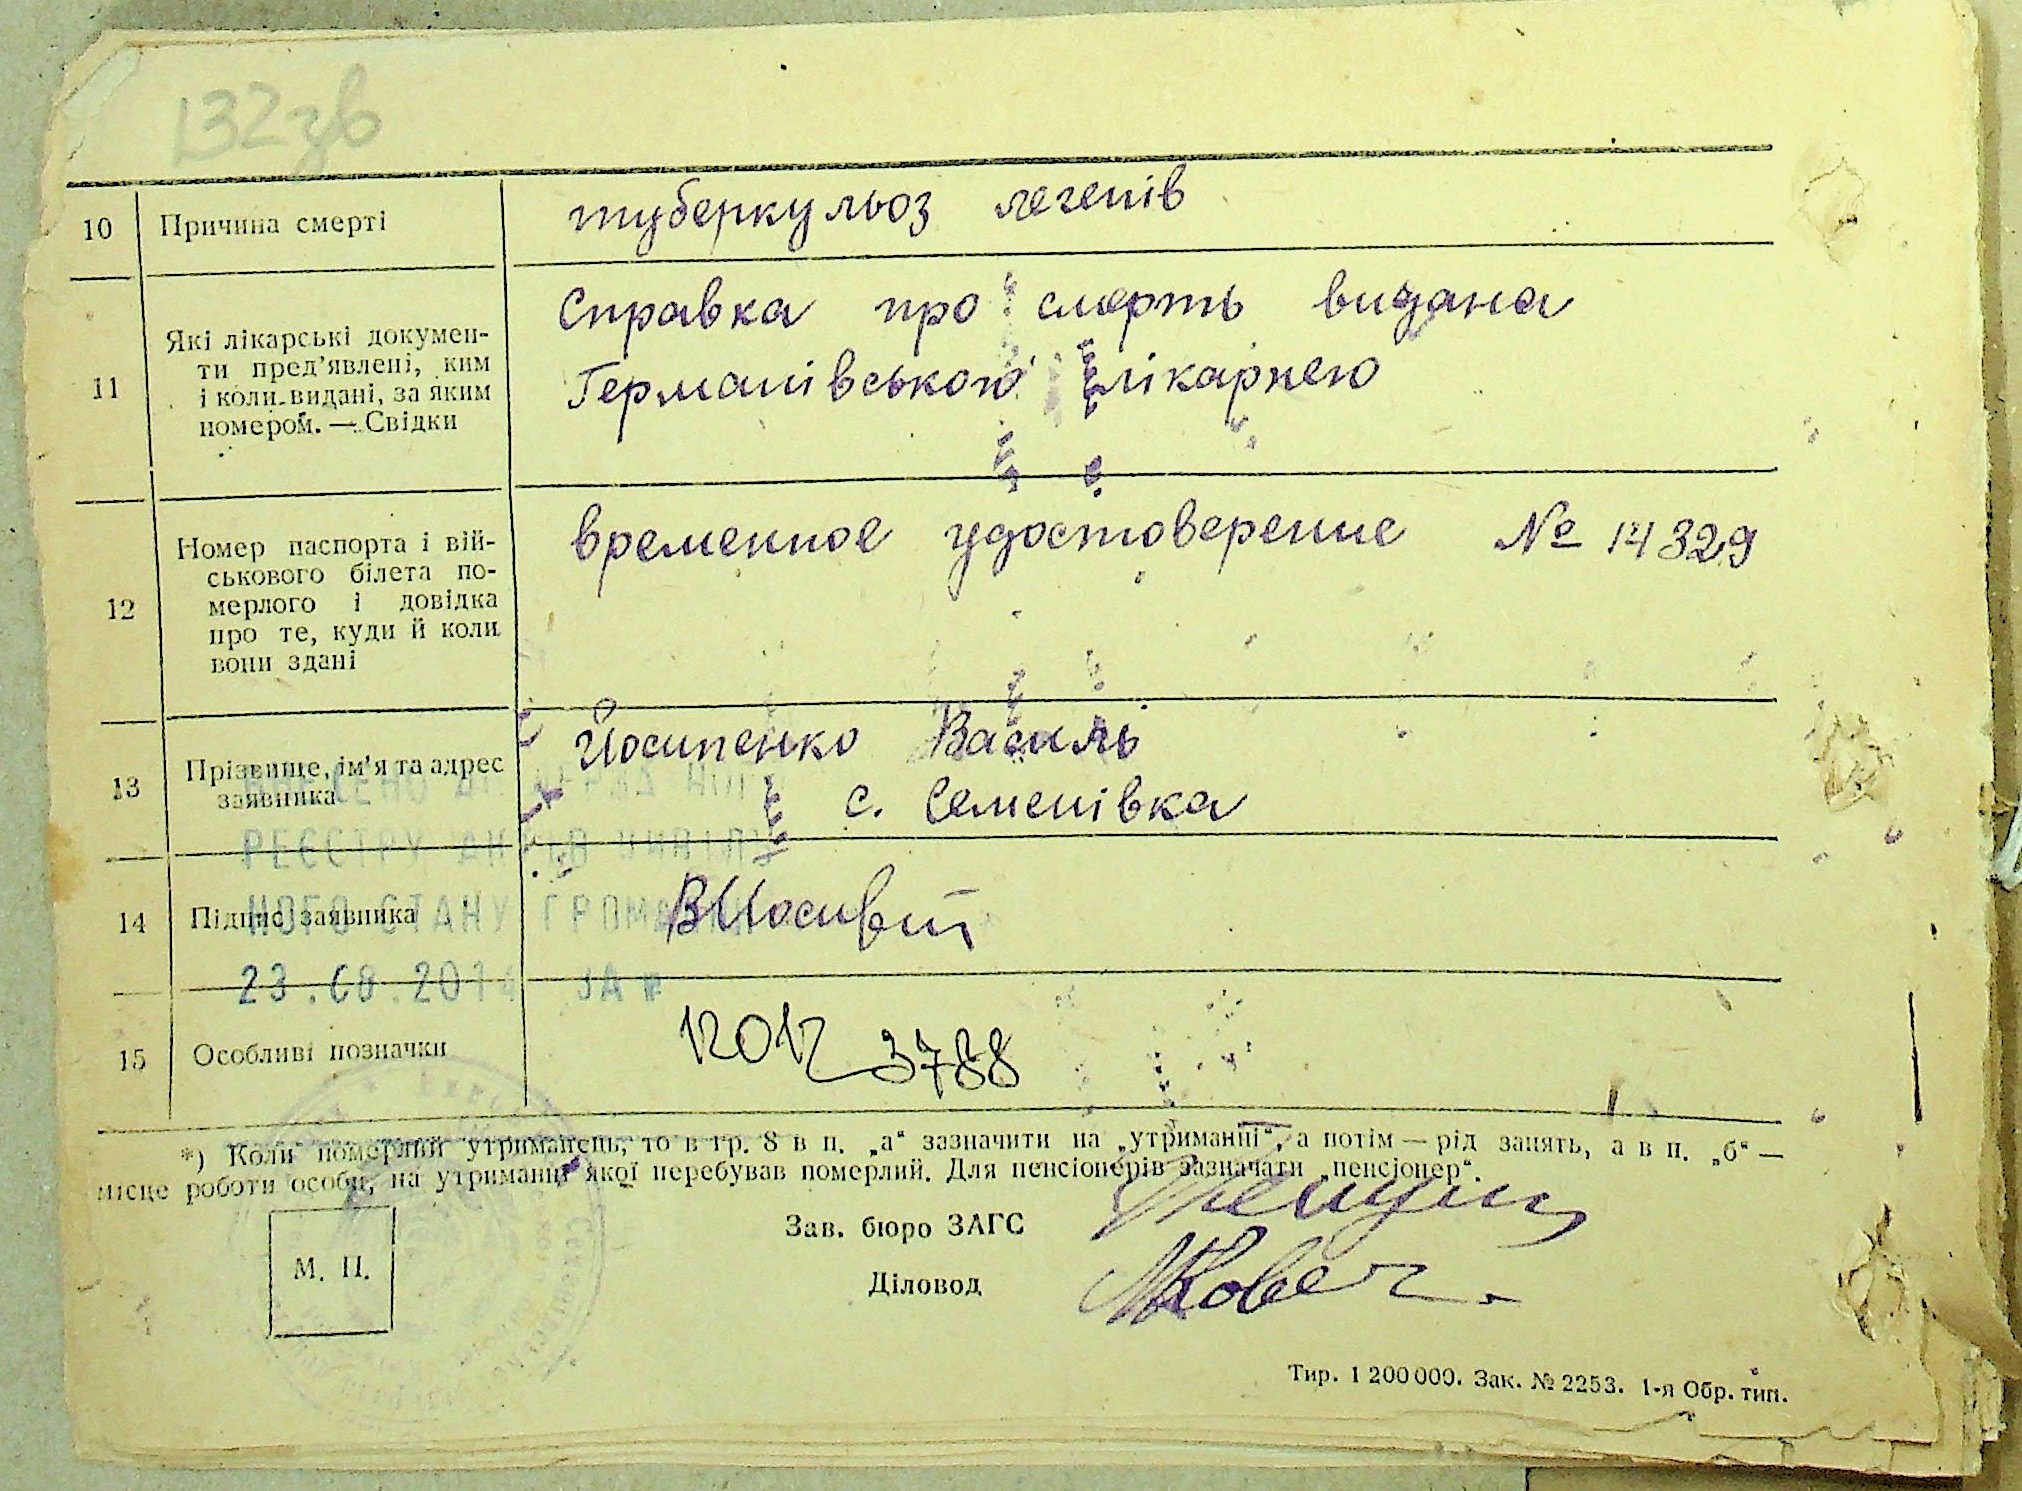 132 зв
10 Причина смерті туберкульоз легенів
11 Які лікарські докумен-
ти пред'явлені, ким
і коли видані, за яким
номером. — Свідки
Справка про смерть видана
Германівською лікарнею
12 Номер паспорта і вій-
ськового білета по-
мерлого і довідка
про те, куди й коли
вони здані
временное удостоверение № 14329
13 Прізвище, ім'я та адрес
заявника
Йосипенко Василь
с. Семенівка
РЕЄСТРУ
14 Підпис заявника
НОГО СТАНУ ГРОМАДЯН
23.08.2014
15 Особливі позначки
3788
*) Коли померлий утриманець, то в гр. 8 в п. „а“ зазначити на „утриманні“, а потім — рід занять, а в п. „б“ —
місце роботи особи, на утриманні якої перебував померлий. Для пенсіонерів зазначати „пенсіонер“.
Зав. бюро ЗАГС
М. П.
Діловод
Тир. 1 200 000. Зак. № 2253. 1-я Обр. тип.